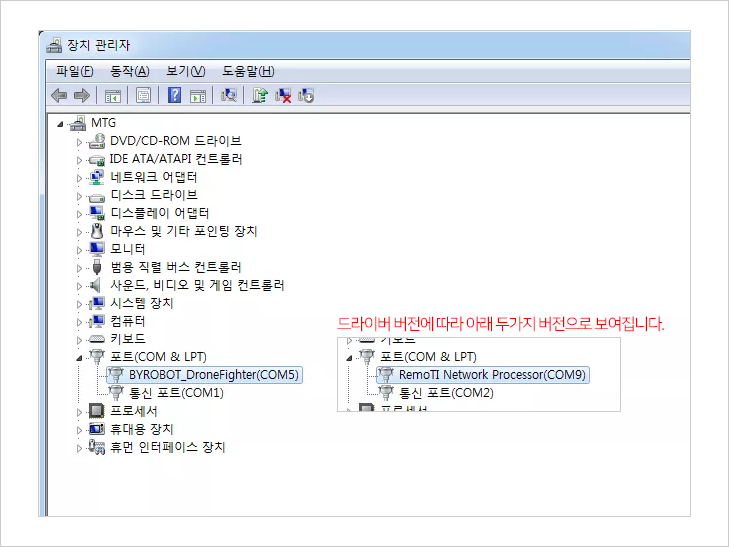 장치 관리자
파일(F) 동작(A) 보기(V) 도움말(H)
MTG
DVD/CD-ROM 드라이브
IDE ATA/ATAPI 컨트롤러
네트워크 어댑터
디스크 드라이브
디스플레이 어댑터
마우스 및 기타 포인팅 장치
모니터
범용 직렬 버스 컨트롤러
사운드, 비디오 및 게임 컨트롤러
시스템 장치
컴퓨터
키보드
포트(COM & LPT)
BYROBOT_DroneFighter(COM5)
통신 포트(COM1)
프로세서
휴대용 장치
휴먼 인터페이스 장치
드라이버 버전에 따라 아래 두가지 버전으로 보여집니다.
키보드
포트(COM & LPT)
RemoTI Network Processor(COM9)
통신 포트(COM2)
프로세서